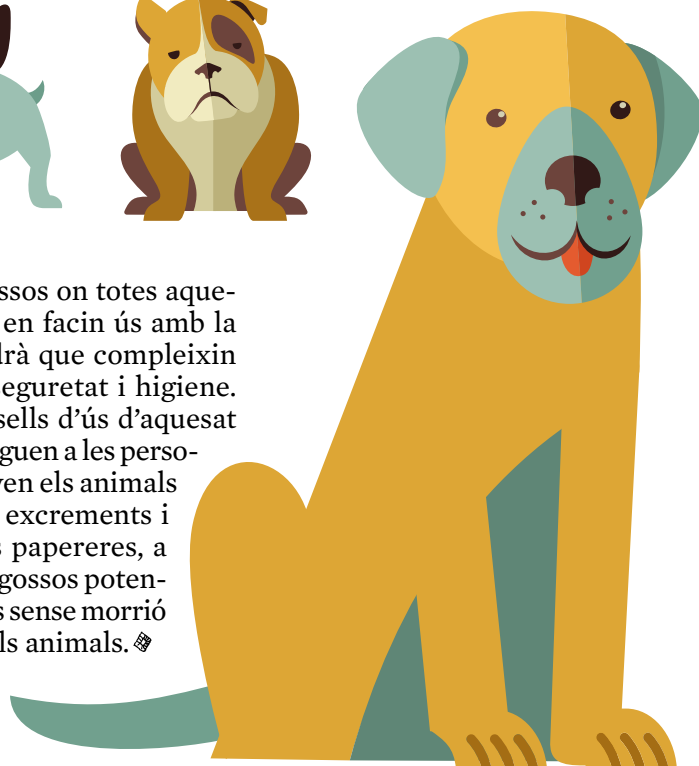 ssos on totes aque-
en facin ús amb la
drà que compleixin
seguretat i higiene.
sells d’ús d’aquesat
guen a les perso-
ven els animals
excrements i
s papereres, a
gossos poten-
s sense morrió
ls animals.